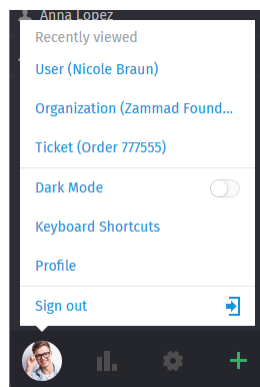 Anna Lopez
Recently viewed
User (Nicole Braun)
Organization (Zammad Found...
Ticket (Order 777555)
Dark Mode
Keyboard Shortcuts
Profile
Sign out